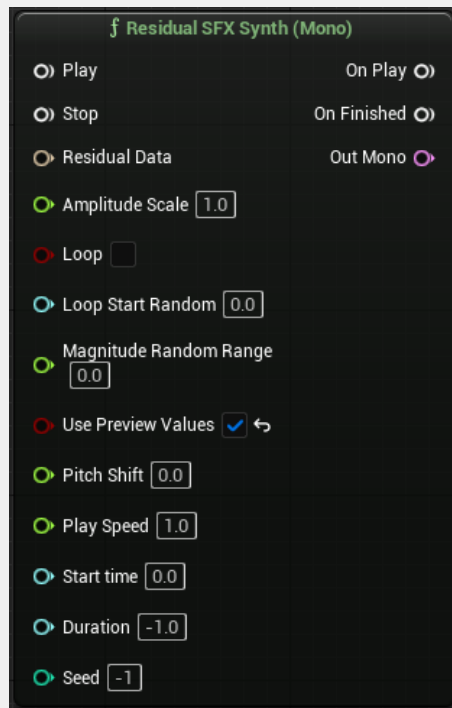 f Residual SFX Synth (Mono)
Play On Play
Stop On Finished
Residual Data Out Mono
Amplitude Scale 1.0
Loop
Loop Start Random 0.0
Magnitude Random Range
0.0
Use Preview Values
Pitch Shift 0.0
Play Speed 1.0
Start time 0.0
Duration -1.0
Seed -1